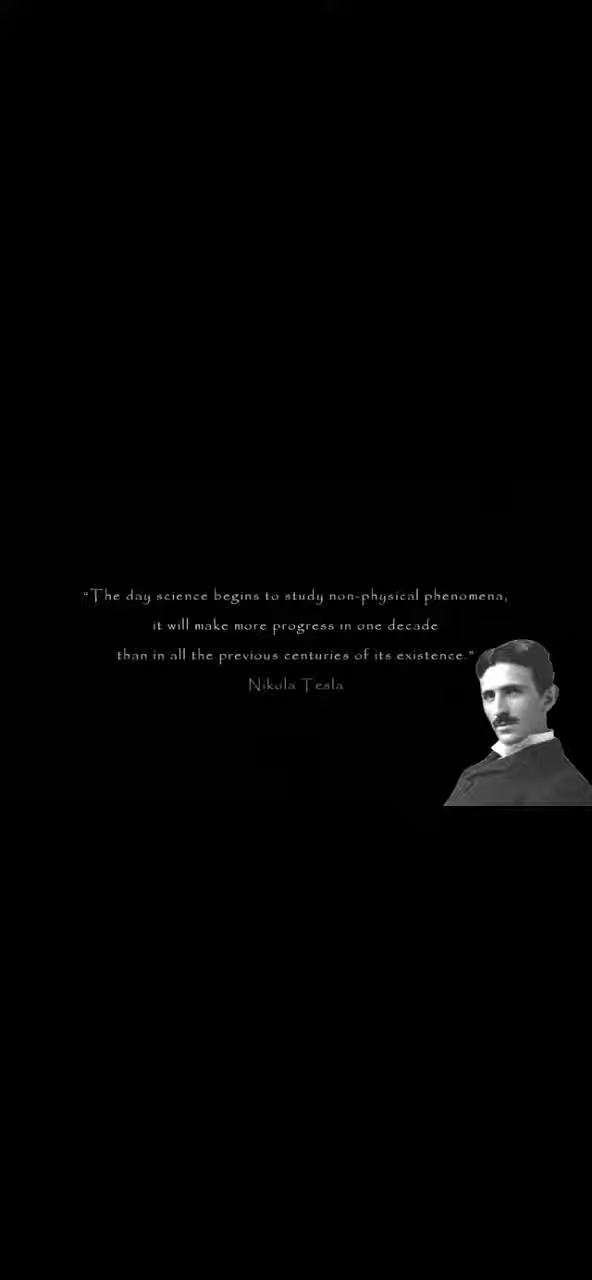 "The day science begins to study non-physical phenomena,
it will make more progress in one decade
than in all the previous centuries of its existence."
Nikola Tesla